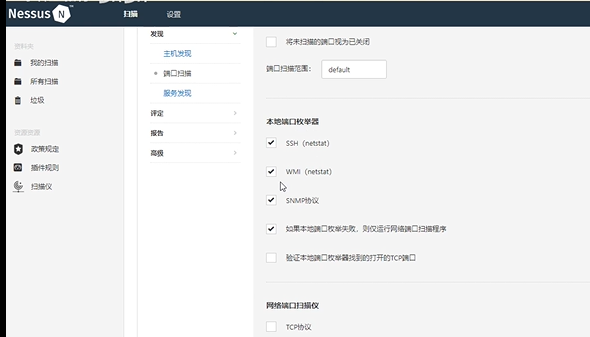 Nessus N
扫描 设置
资料夹
我的扫描
所有扫描
垃圾
资源资源
政策规定
插件规则
扫描仪
发现
主机发现
端口扫描
服务发现
评定
报告
高级
将未扫描的端口视为已关闭
端口扫描范围: default
本地端口枚举器
SSH（netstat）
WMI（netstat）
SNMP协议
如果本地端口枚举失败，则仅运行网络端口扫描程序
验证本地端口枚举器找到的打开的TCP端口
网络端口扫描仪
TCP协议